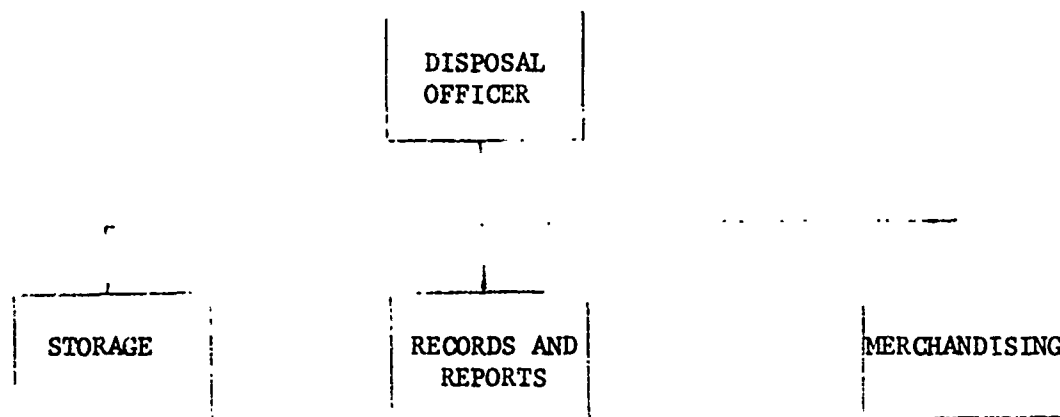 DISPOSAL
OFFICER
STORAGE
RECORDS AND
REPORTS
MERCHANDISING